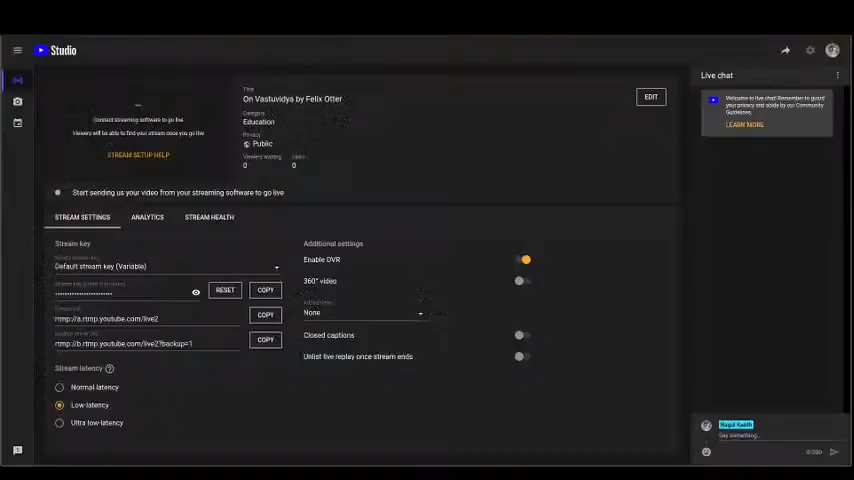 Studio
Title
On Vastuvidya by Felix Otter
Category
Education
Privacy
Public
Viewers waiting
0
Likes
0
EDIT
Connect streaming software to go live
Viewers will be able to find your stream once you go live
STREAM SETUP HELP
Start sending us your video from your streaming software to go live
STREAM SETTINGS
ANALYTICS
STREAM HEALTH
Stream key
Default stream key (Variable)
RESET
COPY
rtmp://a.rtmp.youtube.com/live2
COPY
rtmp://b.rtmp.youtube.com/live2?backup=1
COPY
Stream latency
Normal latency
Low-latency
Ultra low-latency
Additional settings
Enable DVR
360° video
None
Closed captions
Unlist live replay once stream ends
Live chat
Welcome to live chat! Remember to guard
your privacy and abide by our Community
Guidelines.
LEARN MORE
Say something...
0/200